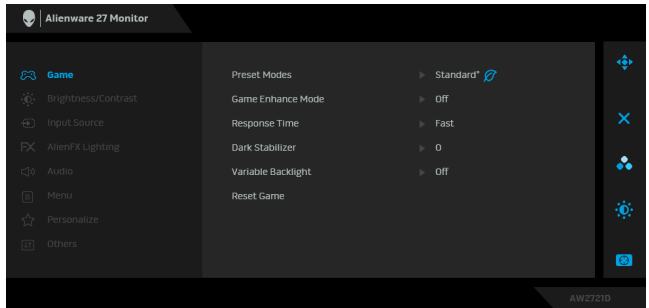 Alienware 27 Monitor
Game
Brightness/Contrast
Input Source
AlienFX Lighting
Audio
Menu
Personalize
Others
Preset Modes Standard*
Game Enhance Mode Off
Response Time Fast
Dark Stabilizer 0
Variable Backlight Off
Reset Game
AW2721D